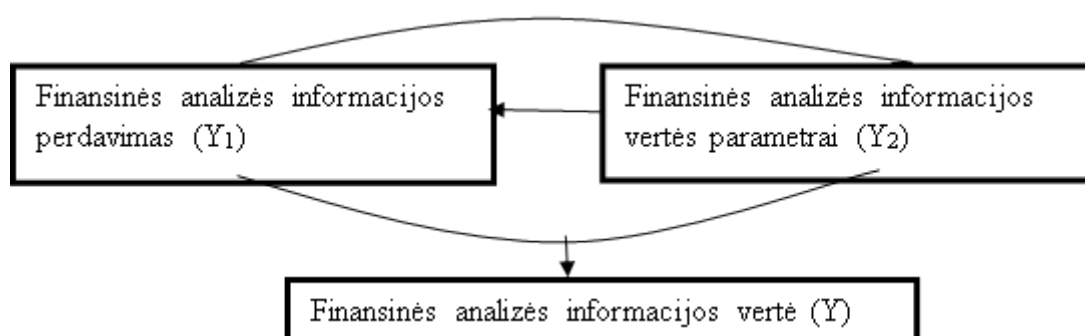 Finansinės analizės informacijos
perdavimas (Y1)
Finansinės analizės informacijos
vertės parametrai (Y2)
Finansinės analizės informacijos vertė (Y)